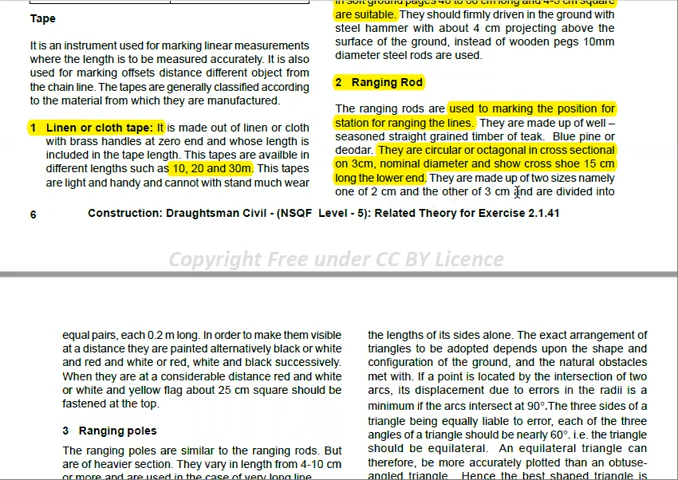 Tape
It is an instrument used for marking linear measurements
where the length is to be measured accurately. It is also
used for marking offsets distance different object from
the chain line. The tapes are generally classified according
to the material from which they are manufactured.
1 Linen or cloth tape: It is made out of linen or cloth
with brass handles at zero end and whose length is
included in the tape length. This tapes are availble in
different lengths such as 10, 20 and 30m. This tapes
are light and handy and cannot with stand much wear
are suitable. They should firmly driven in the ground with
steel hammer with about 4 cm projecting above the
surface of the ground, instead of wooden pegs 10mm
diameter steel rods are used.
2 Ranging Rod
The ranging rods are used to marking the position for
station for ranging the lines. They are made up of well –
seasoned straight grained timber of teak. Blue pine or
deodar. They are circular or octagonal in cross sectional
on 3cm, nominal diameter and show cross shoe 15 cm
long the lower end. They are made up of two sizes namely
one of 2 cm and the other of 3 cm and are divided into
6 Construction: Draughtsman Civil - (NSQF Level - 5): Related Theory for Exercise 2.1.41
Copyright Free under CC BY Licence
equal pairs, each 0.2 m long. In order to make them visible
at a distance they are painted alternatively black or white
and red and white or red, white and black successively.
When they are at a considerable distance red and white
or white and yellow flag about 25 cm square should be
fastened at the top.
3 Ranging poles
The ranging poles are similar to the ranging rods. But
are of heavier section. They vary in length from 4-10 cm
or more and are used in the case of very long line.
the lengths of its sides alone. The exact arrangement of
triangles to be adopted depends upon the shape and
configuration of the ground, and the natural obstacles
met with. If a point is located by the intersection of two
arcs, its displacement due to errors in the radii is a
minimum if the arcs intersect at 90°.The three sides of a
triangle being equally liable to error, each of the three
angles of a triangle should be nearly 60°. i.e. the triangle
should be equilateral. An equilateral triangle can
therefore, be more accurately plotted than an obtuse-
angled triangle. Hence the best shaped triangle is